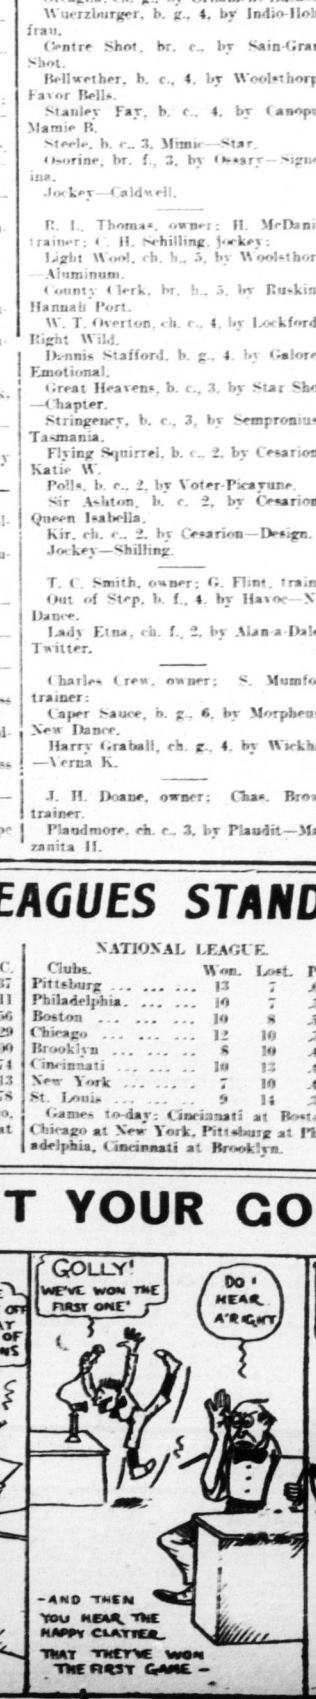 Wuerzburger, b. g., 4, by Indio-Hoh
frau.
Centre Shot, br. c., by Sain-Gran
Shot.
Bellwether, b. c., 4, by Woolsthorp
Favor Bells.
Stanley Fay, b. c., 4, by Canopu
Mamie B.
Steele, b. c., 3, Mimic—Star.
Osorine, br. f., 3, by Ossary—Sign
ina.
Jockey—Caldwell.
R. L. Thomas, owner; H. McDani
trainer; C. H. Schilling, jockey:
Light Wool, ch. h., 5, by Woolsthor
—Aluminum.
County Clerk, br. h., 5, by Ruskin
Hannah Port.
W. T. Overton, ch. c., 4, by Lockford
Right Wild.
Dennis Stafford, b. g., 4, by Galore
Emotional.
Great Heavens, b. c., 3, by Star Sho
—Chapter.
Stringency, b. c., 3, by Sempronius
Tasmania.
Flying Squirrel, b. c., 2, by Cesarion
Katie W.
Polls, b. c., 2, by Voter-Picayune.
Sir Ashton, b. c. 2, by Cesarion
Queen Isabella.
Kir, ch. c., 2, by Cesarion—Design.
Jockey—Shilling.
T. C. Smith, owner; G. Flint, train
Out of Step, b. f., 4, by Havoc—N
Dance.
Lady Etna, ch. f., 2, by Alan-a-Dale
Twitter.
Charles Crew, owner; S. Mumfo
trainer:
Caper Sauce, b. g., 6, by Morpheus
New Dance.
Harry Graball, ch. g., 4, by Wickha
—Verna K.
J. H. Doane, owner; Chas. Brow
trainer.
Plaudmore, ch. c., 3, by Plaudit—Ma
zanita II.
EAGUES STAND
NATIONAL LEAGUE.
Clubs. Won. Lost. P
Pittsburg ... ... ... 13 7
Philadelphia. ... ... 10 7
Boston ... ... ... 10 8
Chicago ... ... ... 12 10
Brooklyn ... ... ... 8 10
Cincinnati ... ... ... 10 13
New York ... ... ... 7 10
St. Louis ... ... ... 9 14
Games to-day: Cincinnati at Bost
Chicago at New York, Pittsburg at Ph
adelphia, Cincinnati at Brooklyn.
T YOUR GO
GOLLY!
WE'VE WON THE
FIRST ONE'
DO I
HEAR
A'RIGHT
-AND THEN
YOU HEAR THE
HAPPY CLATTER
THAT THEY'VE WON
THE FIRST GAME-